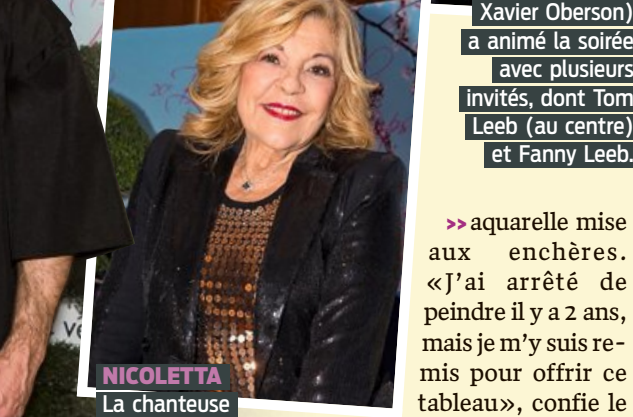 Xavier Oberson)
a animé la soirée
avec plusieurs
invités, dont Tom
Leeb (au centre)
et Fanny Leeb.
>> aquarelle mise
aux enchères.
«J'ai arrêté de
peindre il y a 2 ans,
mais je m'y suis re-
mis pour offrir ce
tableau», confie le
NICOLETTA
La chanteuse